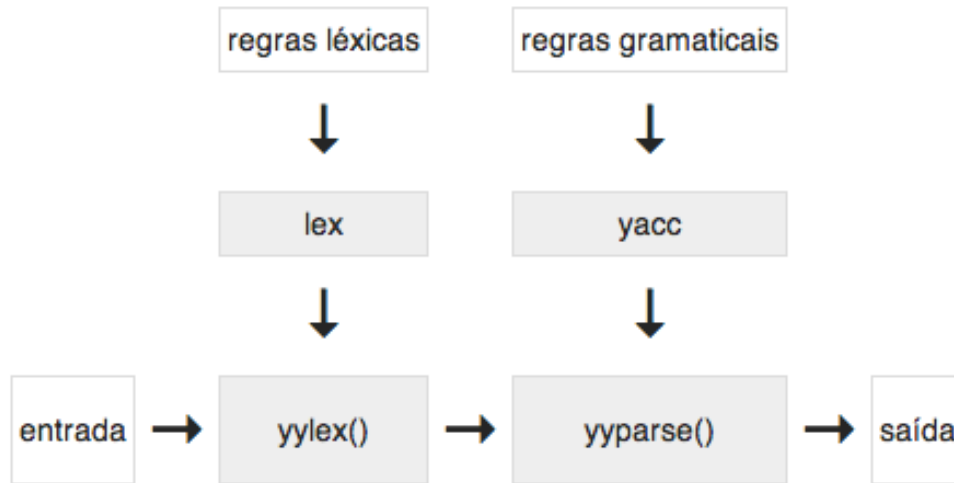 regras léxicas
regras gramaticais
lex
yacc
entrada
yylex()
yyparse()
saída